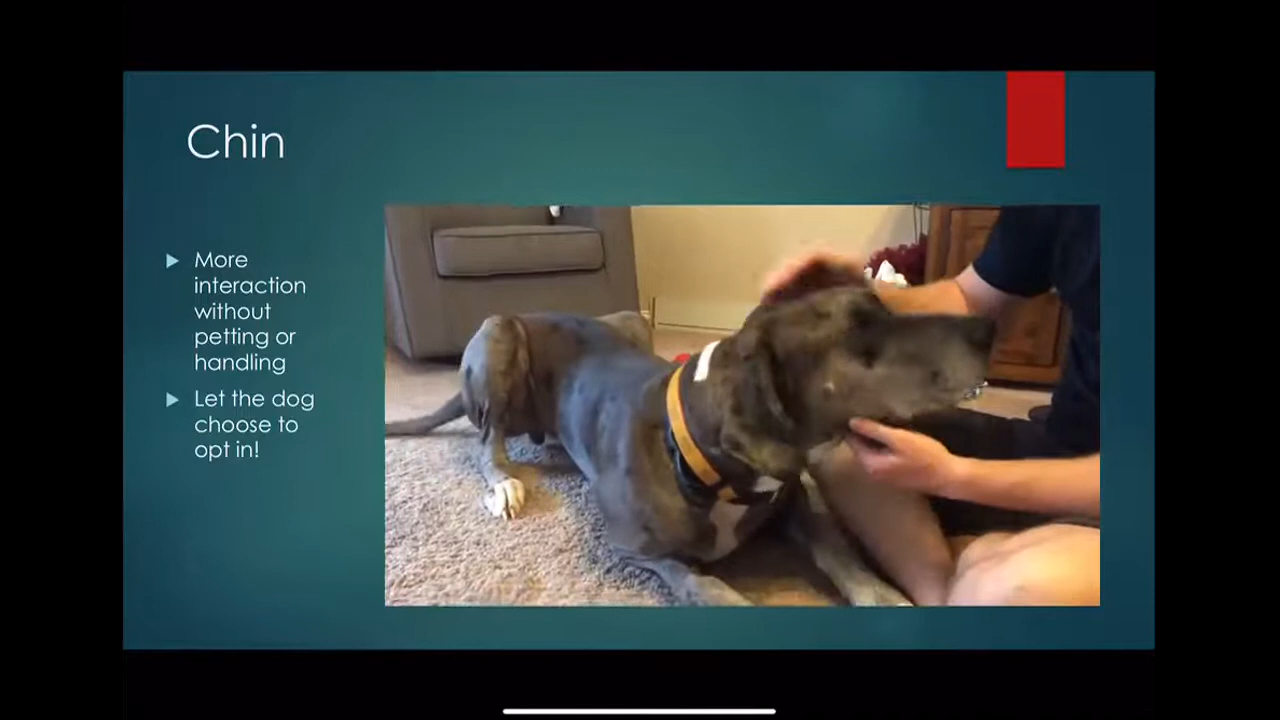 Chin
More
interaction
without
petting or
handling
Let the dog
choose to
opt in!